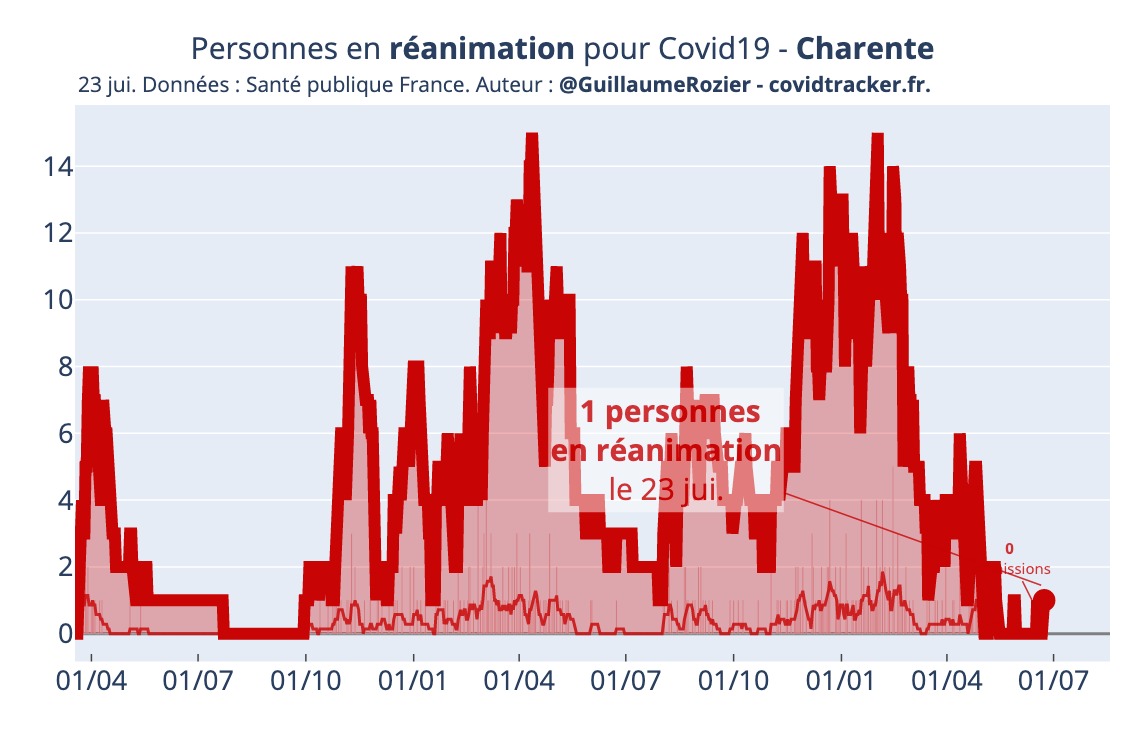 Personnes en réanimation pour Covid19 - Charente
23 jui. Données : Santé publique France. Auteur : @GuillaumeRozier - covidtracker.fr.
14
12
10
8
6
4
2
0
1 personnes
en réanimation
le 23 jui.
0
01/04 01/07 01/10 01/01 01/04 01/07 01/10 01/01 01/04 01/07